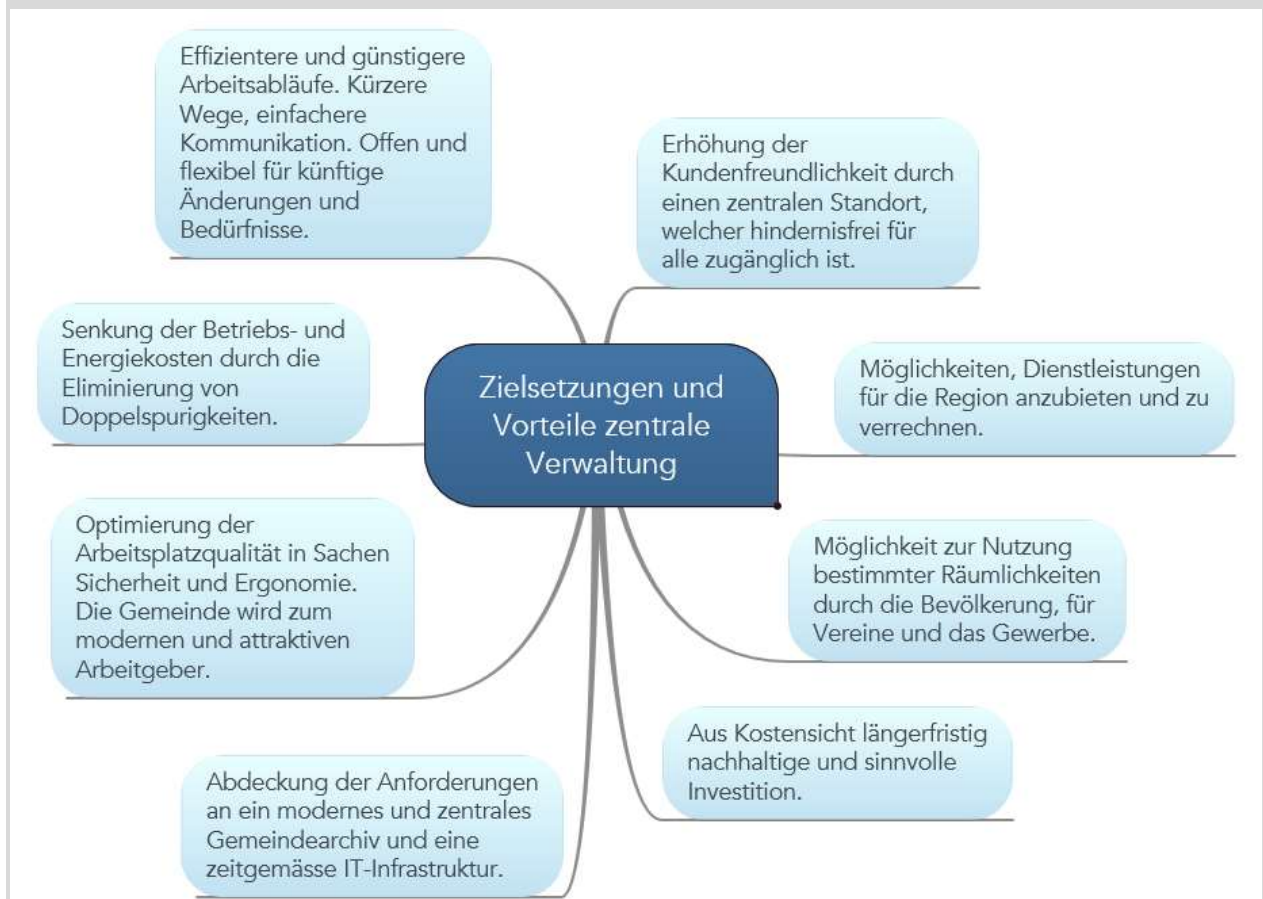 Effizientere und günstigere
Arbeitsabläufe. Kürzere
Wege, einfachere
Kommunikation. Offen und
flexibel für künftige
Änderungen und
Bedürfnisse.
Erhöhung der
Kundenfreundlichkeit durch
einen zentralen Standort,
welcher hindernisfrei für
alle zugänglich ist.
Senkung der Betriebs- und
Energiekosten durch die
Eliminierung von
Doppelspurigkeiten.
Zielsetzungen und
Vorteile zentrale
Verwaltung
Möglichkeiten, Dienstleistungen
für die Region anzubieten und zu
verrechnen.
Optimierung der
Arbeitsplatzqualität in Sachen
Sicherheit und Ergonomie.
Die Gemeinde wird zum
modernen und attraktiven
Arbeitgeber.
Möglichkeit zur Nutzung
bestimmter Räumlichkeiten
durch die Bevölkerung, für
Vereine und das Gewerbe.
Abdeckung der Anforderungen
an ein modernes und zentrales
Gemeindearchiv und eine
zeitgemässe IT-Infrastruktur.
Aus Kostensicht längerfristig
nachhaltige und sinnvolle
Investition.